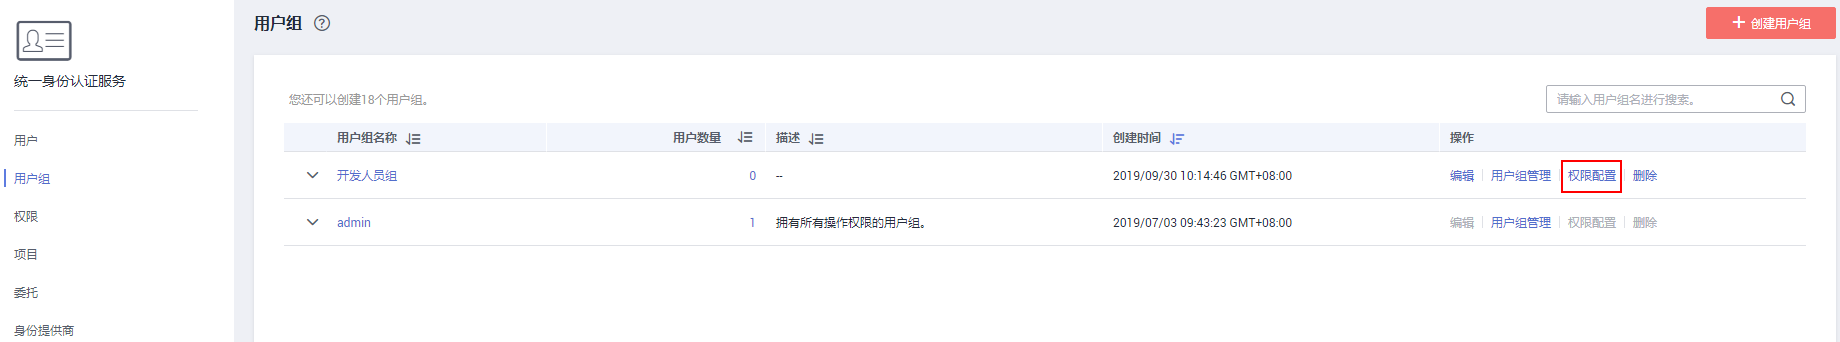 统一身份认证服务
用户
用户组
权限
项目
委托
身份提供商
用户组 ?
+ 创建用户组
您还可以创建18个用户组。
请输入用户组名进行搜索。
用户组名称 用户数量 描述 创建时间 操作
开发人员组 0 -- 2019/09/30 10:14:46 GMT+08:00 编辑 用户组管理 权限配置 删除
admin 1 拥有所有操作权限的用户组。 2019/07/03 09:43:23 GMT+08:00 编辑 用户组管理 权限配置 删除